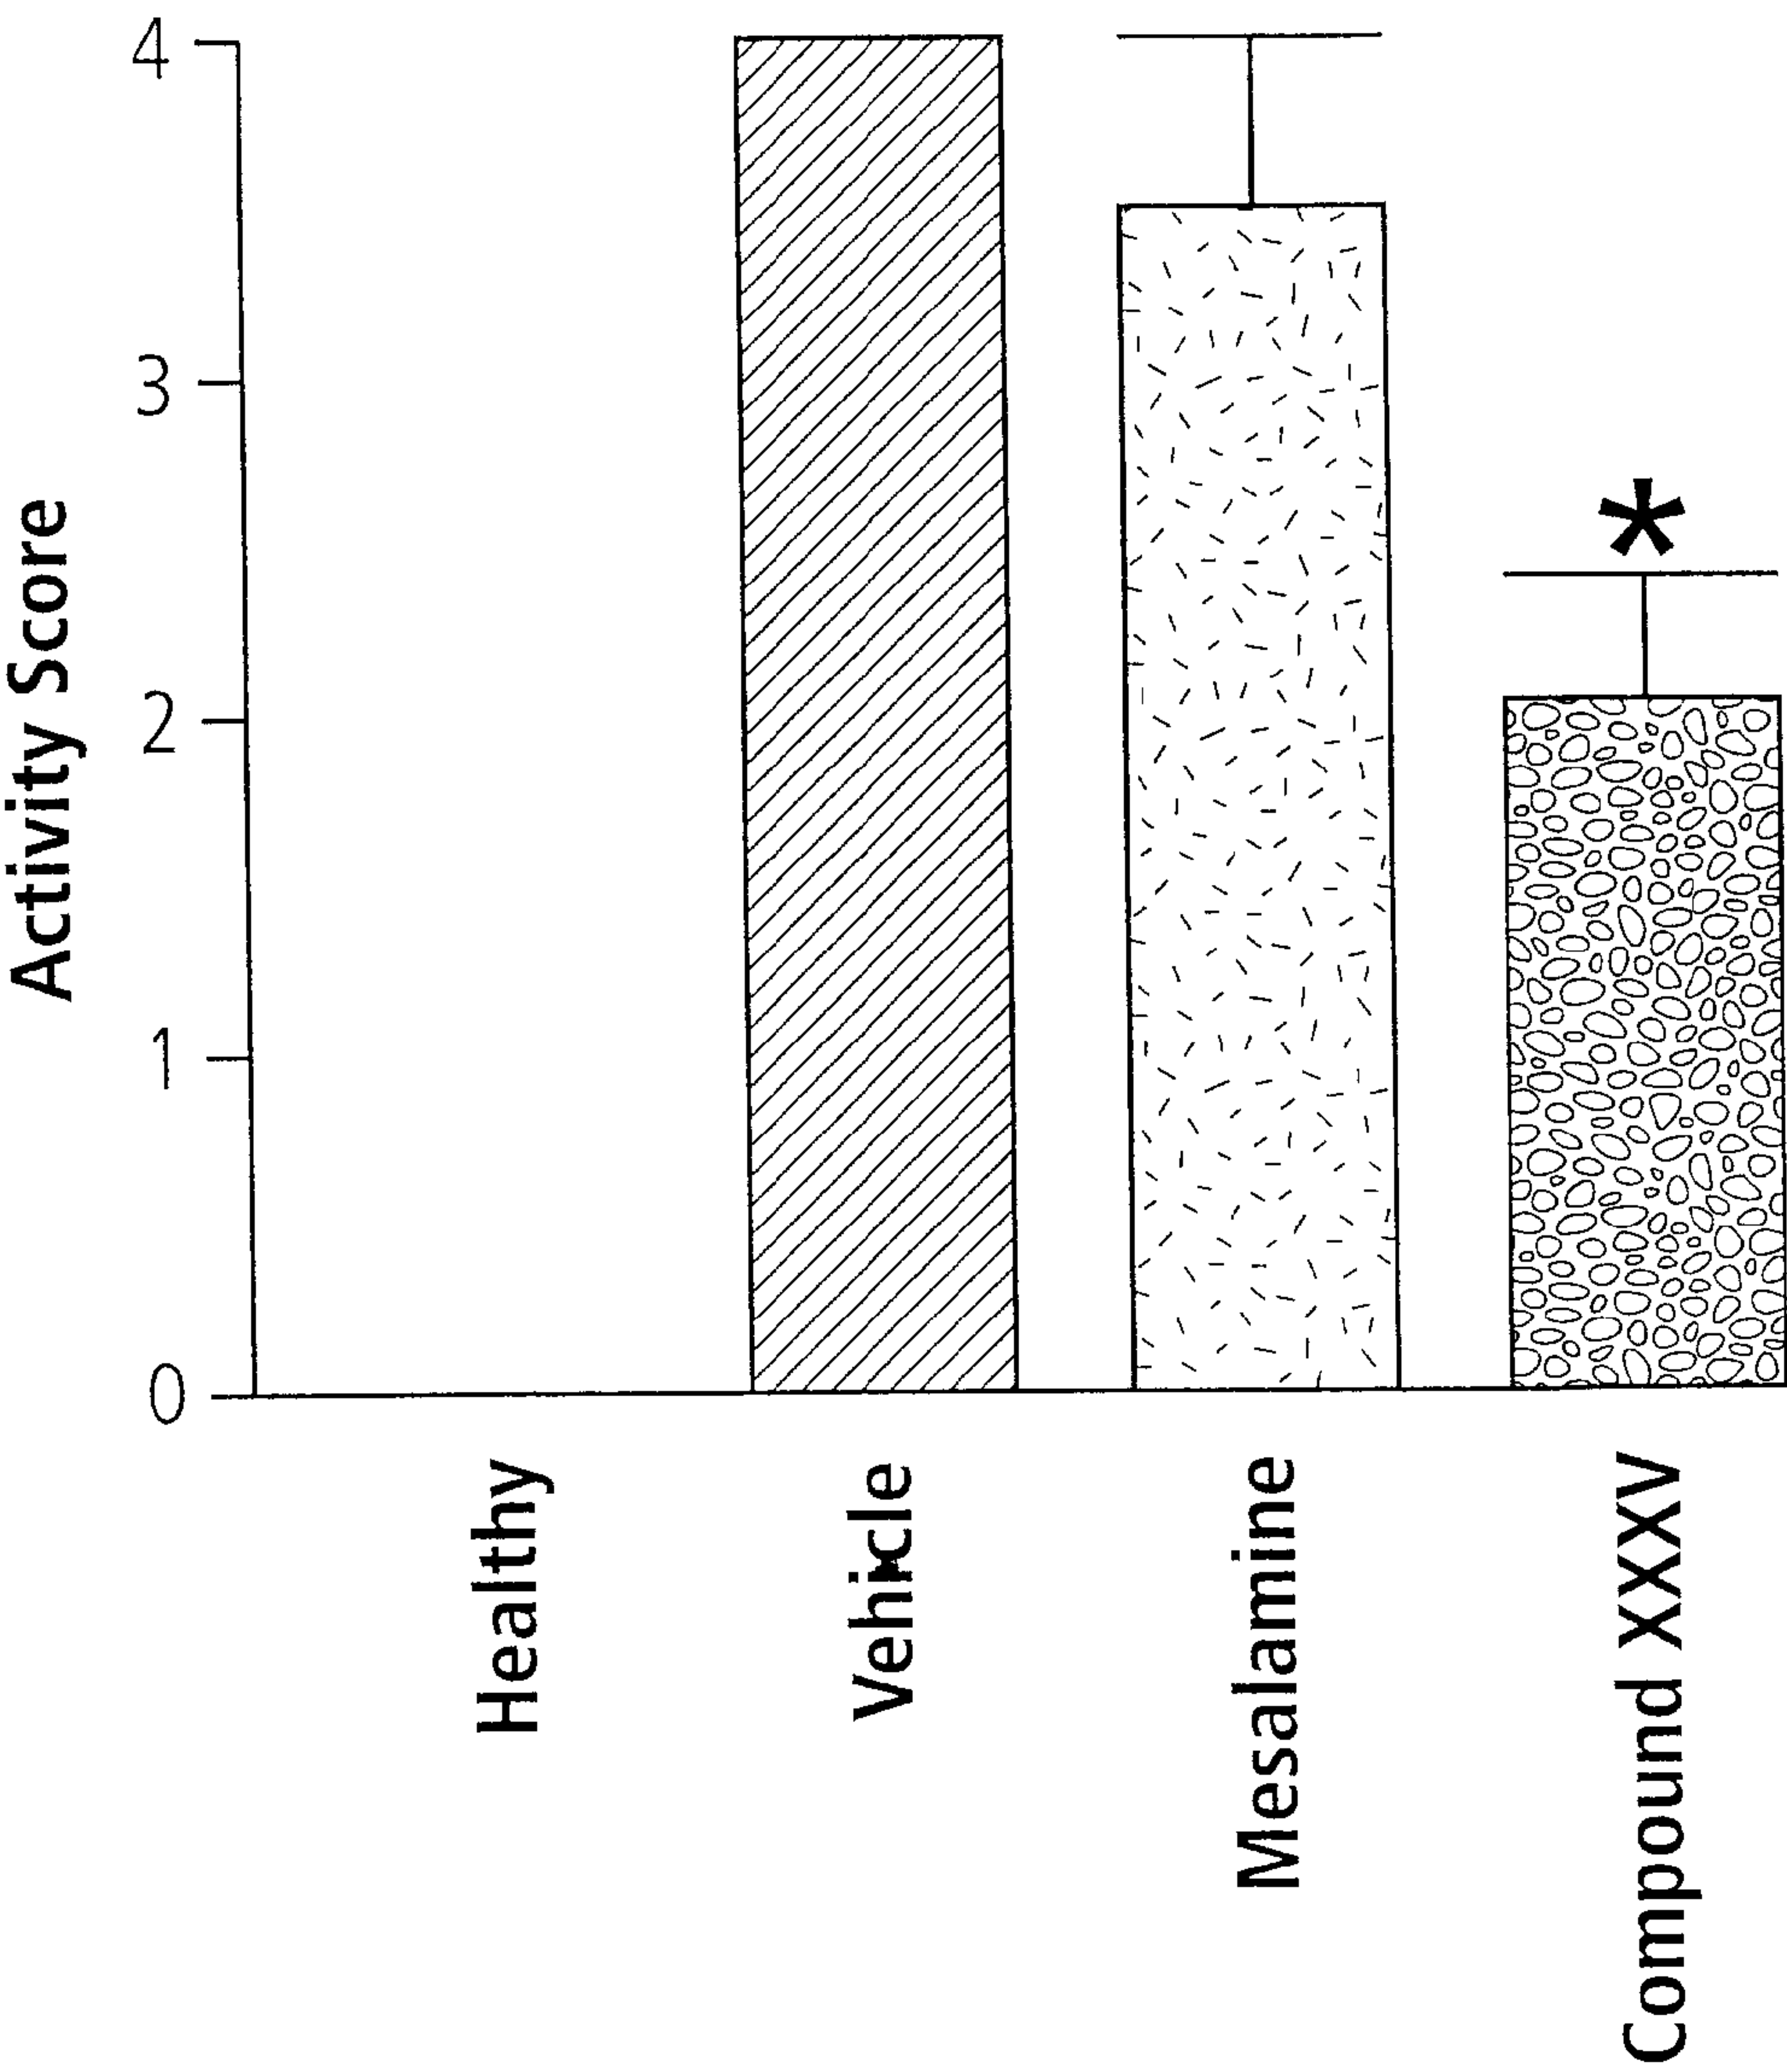 Activity Score
4
3
2
1
0
*
Healthy
Vehicle
Mesalamine
Compound XXXV